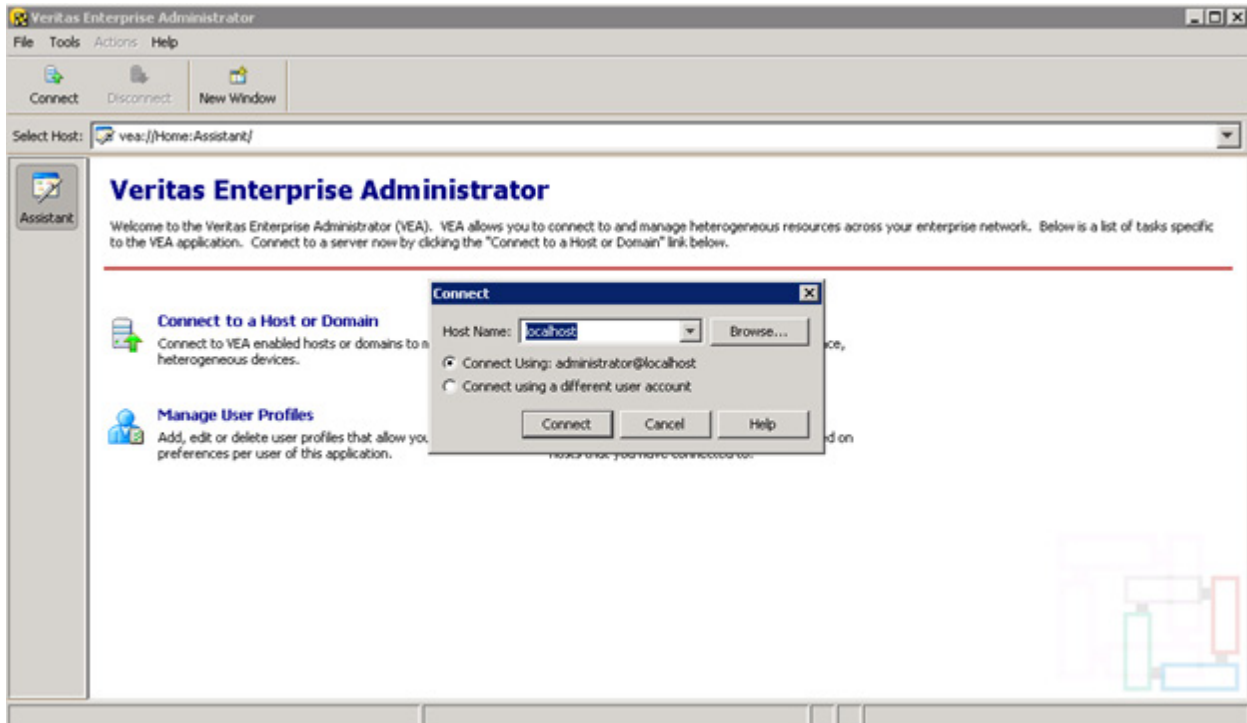 Veritas Enterprise Administrator
File Tools Actions Help
Connect Disconnect New Window
Select Host: vea://Home:Assistant/
Assistant
Veritas Enterprise Administrator
Welcome to the Veritas Enterprise Administrator (VEA). VEA allows you to connect to and manage heterogeneous resources across your enterprise network. Below is a list of tasks specific
to the VEA application. Connect to a server now by clicking the "Connect to a Host or Domain" link below.
Connect to a Host or Domain
Connect to VEA enabled hosts or domains to m
heterogeneous devices.
Manage User Profiles
Add, edit or delete user profiles that allow you
preferences per user of this application.
ce,
d on
hosts that you have connected to.
Connect
Host Name: localhost Browse...
Connect Using: administrator@localhost
Connect using a different user account
Connect Cancel Help